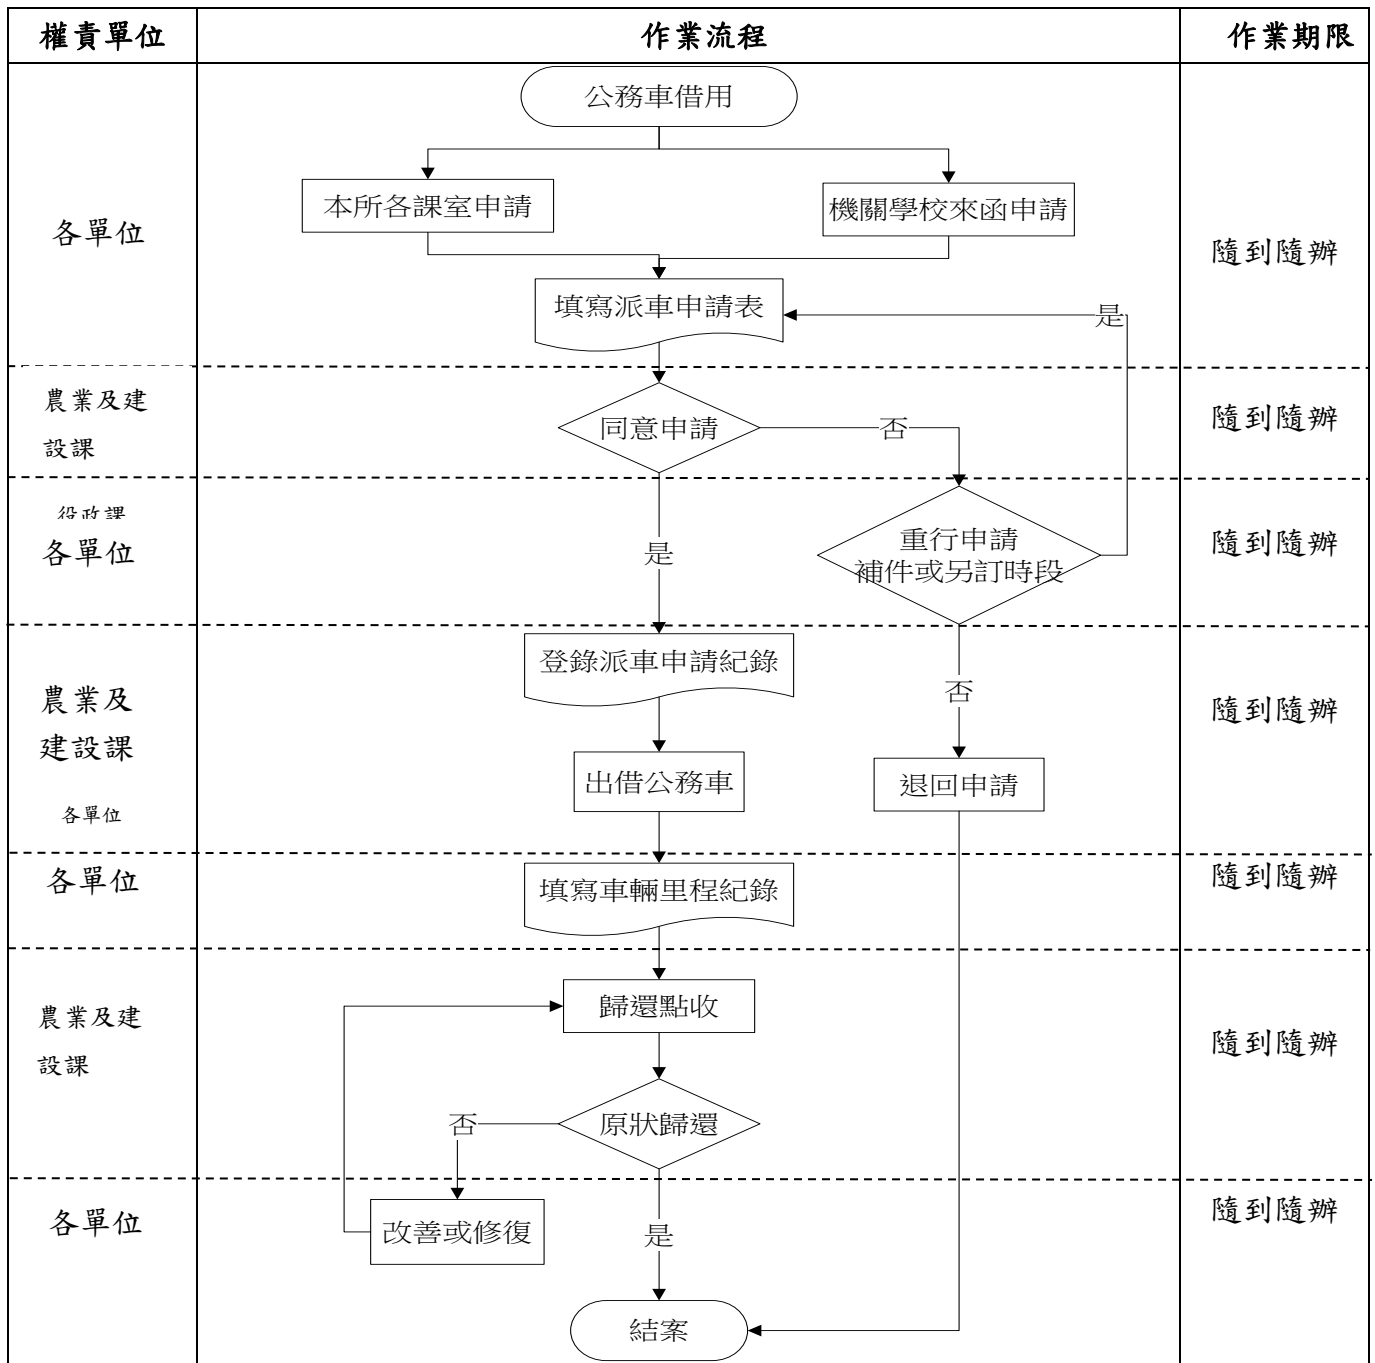 權責單位 作業流程 作業期限
公務車借用
本所各課室申請 機關學校來函申請
各單位 隨到隨辦
填寫派車申請表 是
農業及建
設課
同意申請 否 隨到隨辦
役政課
各單位
是
重行申請
補件或另訂時段
隨到隨辦
登錄派車申請紀錄
農業及
建設課
否 隨到隨辦
出借公務車 退回申請
各單位
各單位 填寫車輛里程紀錄 隨到隨辦
農業及建
設課
歸還點收 隨到隨辦
否 原狀歸還
各單位 改善或修復 是 隨到隨辦
結案